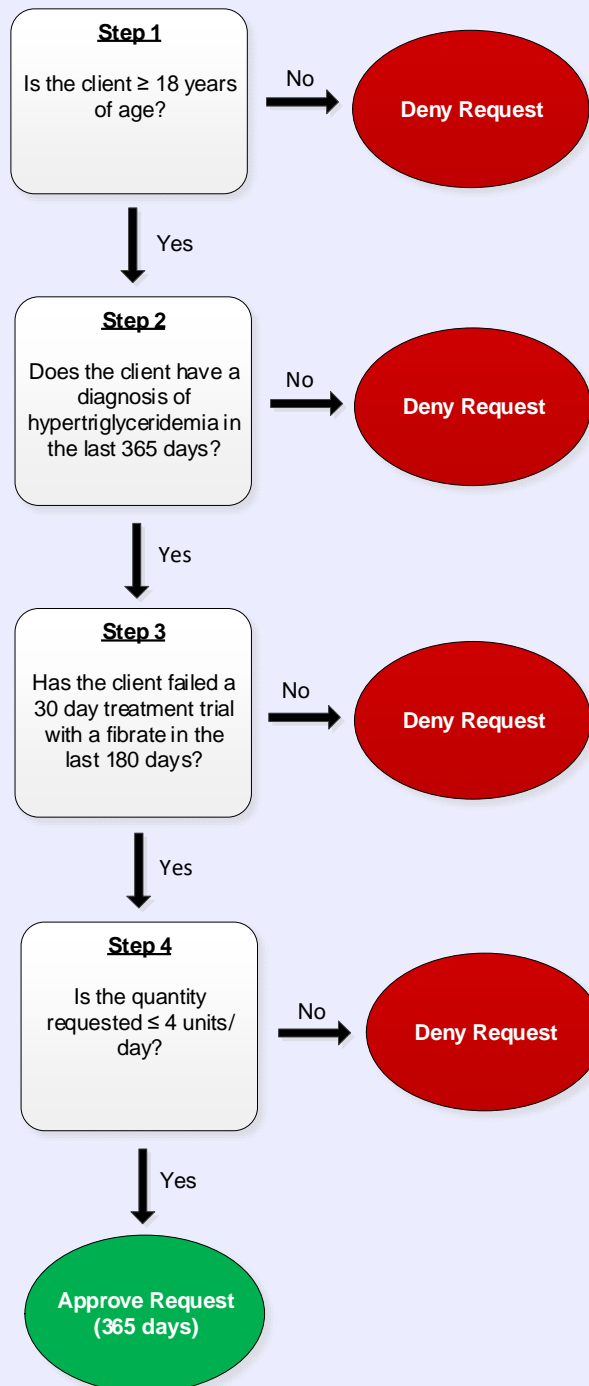 Step 1
Is the client ≥ 18 years
of age?
No
Deny Request
Yes
Step 2
Does the client have a
diagnosis of
hypertriglyceridemia in
the last 365 days?
No
Deny Request
Yes
Step 3
Has the client failed a
30 day treatment trial
with a fibrate in the
last 180 days?
No
Deny Request
Yes
Step 4
Is the quantity
requested ≤ 4 units/
day?
No
Deny Request
Yes
Approve Request
(365 days)